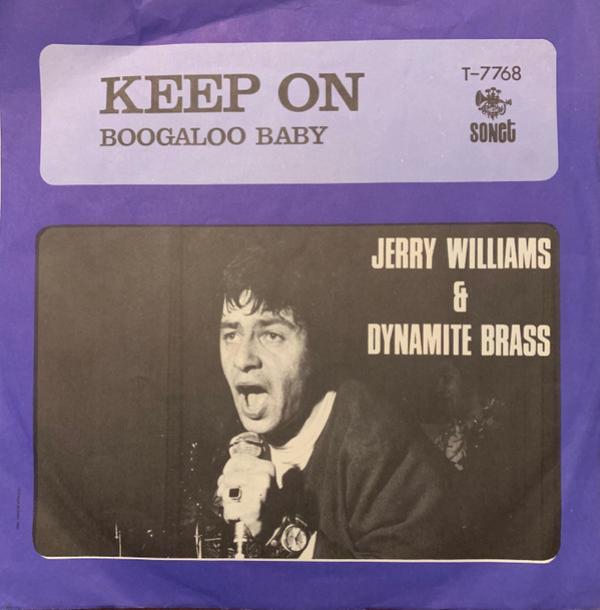 KEEP ON
BOOGALOO BABY
T-7768
SONET
JERRY WILLIAMS
&
DYNAMITE BRASS